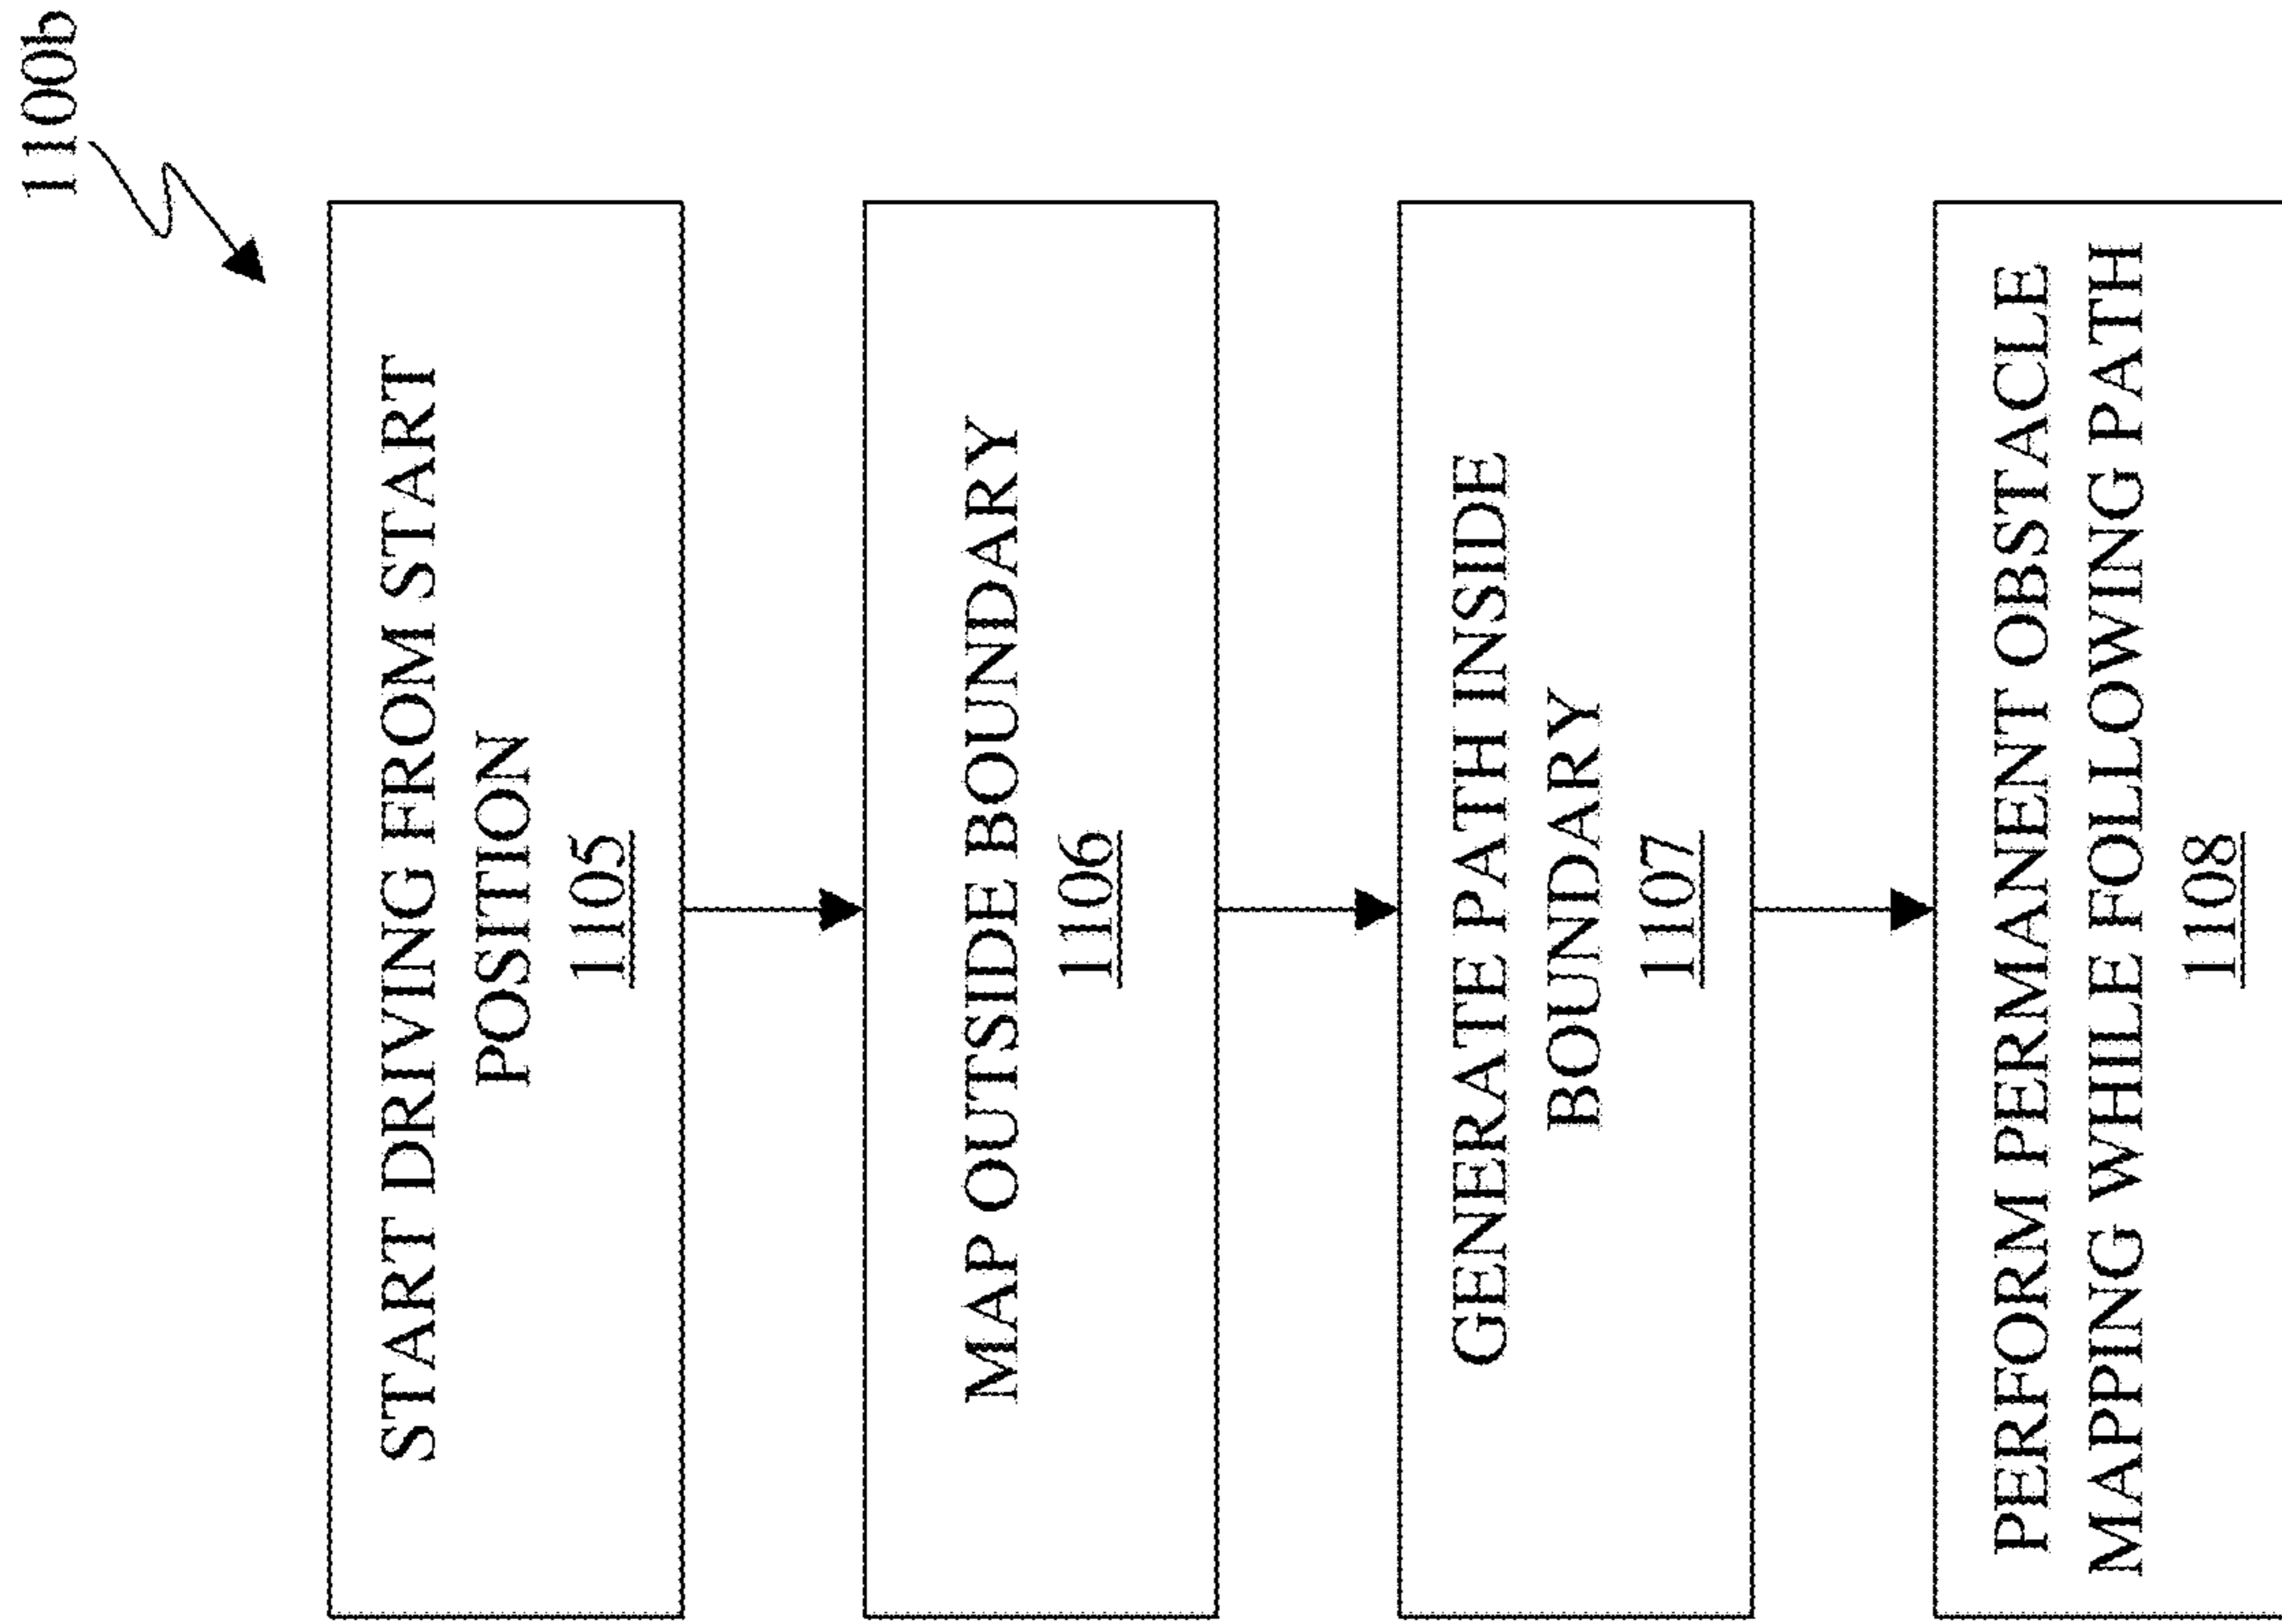 1100b
START DRIVING FROM START
POSITION
1105
MAP OUTSIDE BOUNDARY
1106
GENERATE PATH INSIDE
BOUNDARY
1107
PERFORM PERMANENT OBSTACLE
MAPPING WHILE FOLLOWING PATH
1108